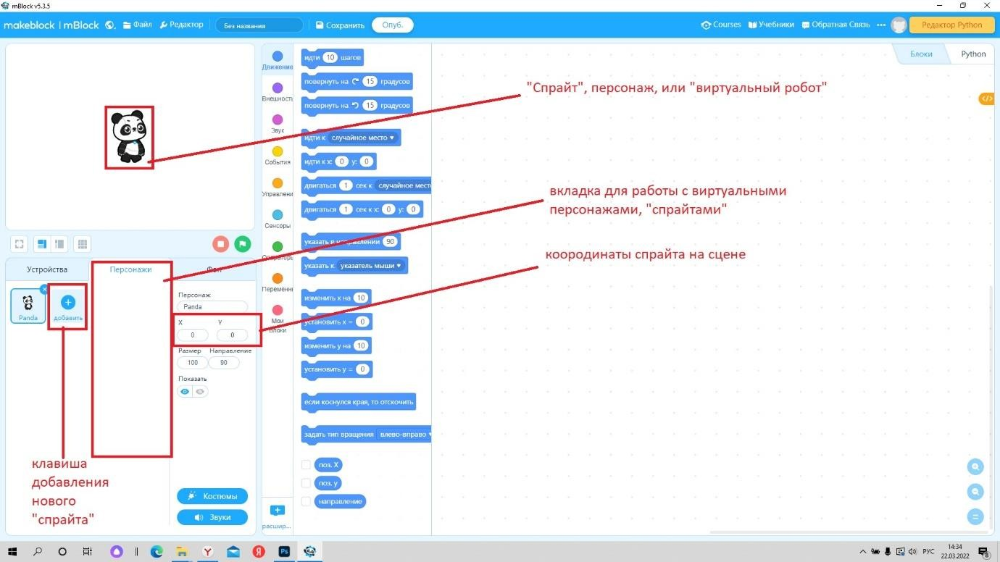 mBlock v5.3.5
makeblock | mBlock
Файл
Редактор
Без названия
Сохранить
Опуб.
Courses
Учебники
Обратная Связь
Редактор Python
Блоки
Python
Движение
Внешность
Звук
События
Управлени
Сенсоры
Операторы
Переменн
Мои
Блоки
расшир...
идти 10 шагов
повернуть на 15 градусов
повернуть на 15 градусов
идти к случайное место
идти к x: 0 y: 0
двигаться 1 сек к случайное мест
двигаться 1 сек к x: 0 y: 0
указать в направлении 90
указать к указатель мыши
изменить x на 10
установить x = 0
изменить y на 10
установить y = 0
если коснулся края, то отскочить
задать тип вращения влево-вправо
поз. X
поз. y
направление
"Спрайт", персонаж, или "виртуальный робот"
вкладка для работы с виртуальными
персонажами, "спрайтами"
координаты спрайта на сцене
Устройства
Персонажи
Фон
Panda
добавить
Персонаж
Panda
X Y
0 0
Размер Направление
100 90
Показать
клавиша
добавления
нового
"спрайта"
Костюмы
Звуки
РУС
14:34
22.03.2022
8